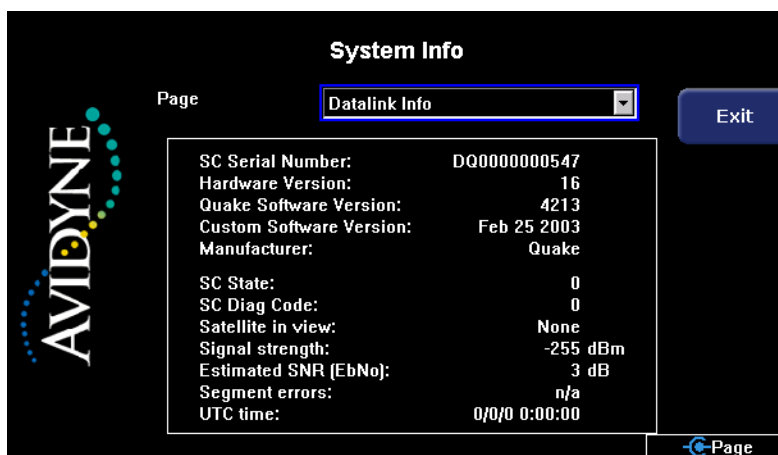 System Info
Page
Datalink Info
Exit
AVIDYNE
SC Serial Number: DQ0000000547
Hardware Version: 16
Quake Software Version: 4213
Custom Software Version: Feb 25 2003
Manufacturer: Quake
SC State: 0
SC Diag Code: 0
Satellite in view: None
Signal strength: -255 dBm
Estimated SNR (EbNo): 3 dB
Segment errors: n/a
UTC time: 0/0/0 0:00:00
Page